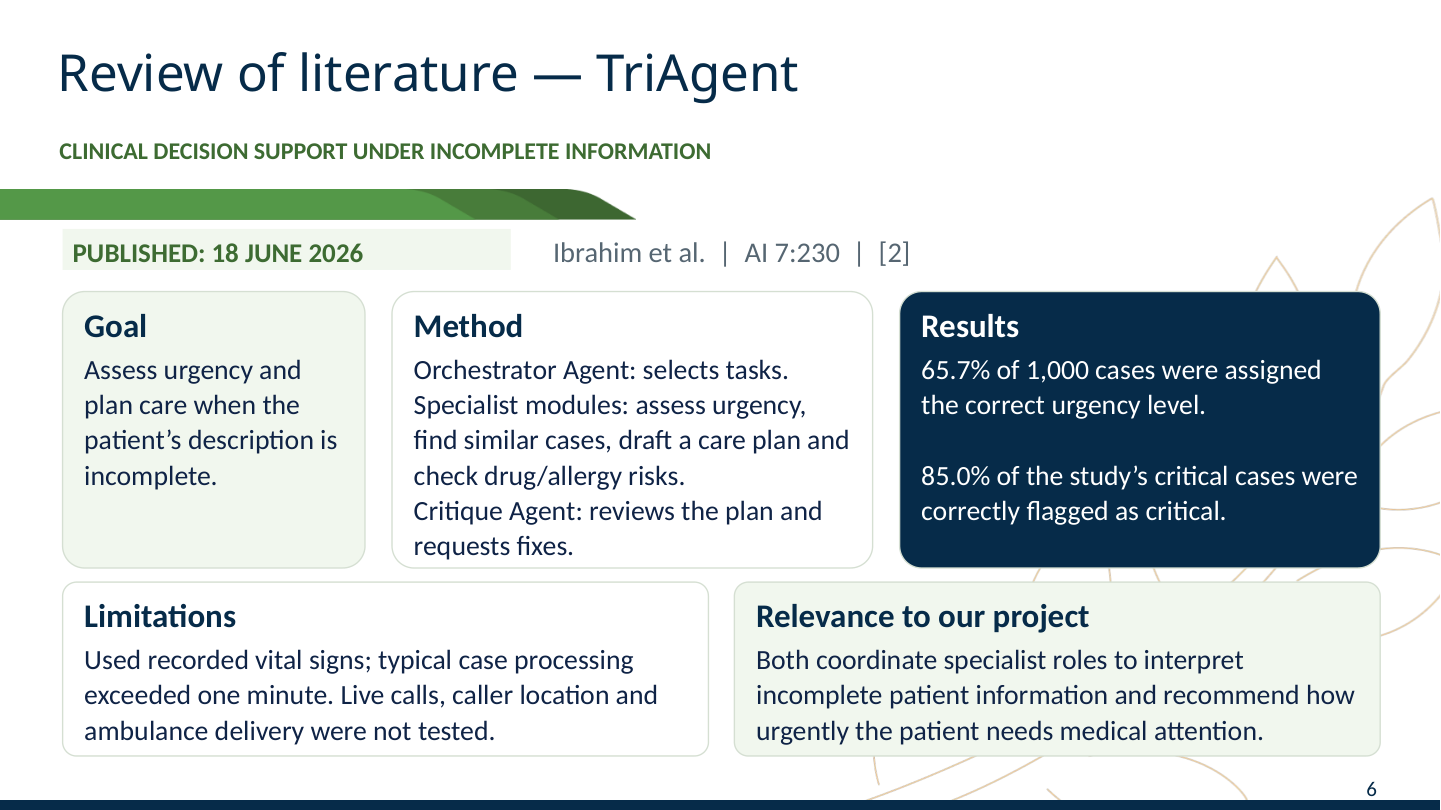 Review of literature — TriAgent
CLINICAL DECISION SUPPORT UNDER INCOMPLETE INFORMATION
PUBLISHED: 18 JUNE 2026
Ibrahim et al. | AI 7:230 | [2]
Goal
Assess urgency and
plan care when the
patient’s description is
incomplete.
Method
Orchestrator Agent: selects tasks.
Specialist modules: assess urgency,
find similar cases, draft a care plan and
check drug/allergy risks.
Critique Agent: reviews the plan and
requests fixes.
Results
65.7% of 1,000 cases were assigned
the correct urgency level.
85.0% of the study’s critical cases were
correctly flagged as critical.
Limitations
Used recorded vital signs; typical case processing
exceeded one minute. Live calls, caller location and
ambulance delivery were not tested.
Relevance to our project
Both coordinate specialist roles to interpret
incomplete patient information and recommend how
urgently the patient needs medical attention.
6